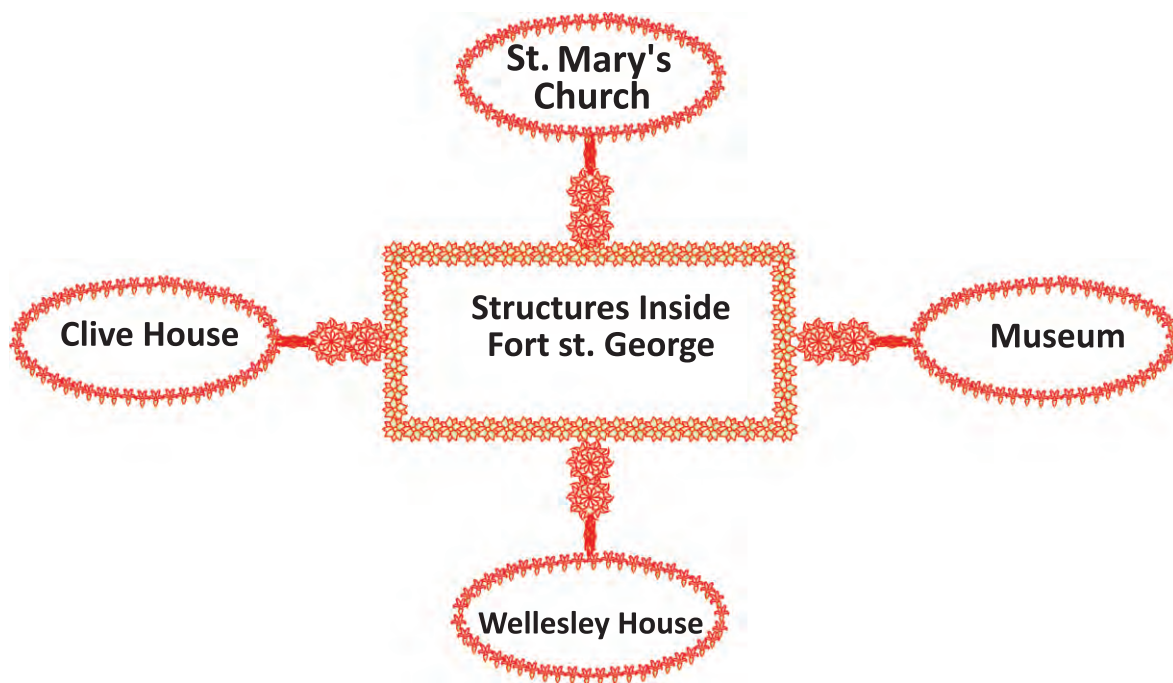 St. Mary's
Church
Clive House
Structures Inside
Fort st. George
Museum
Wellesley House